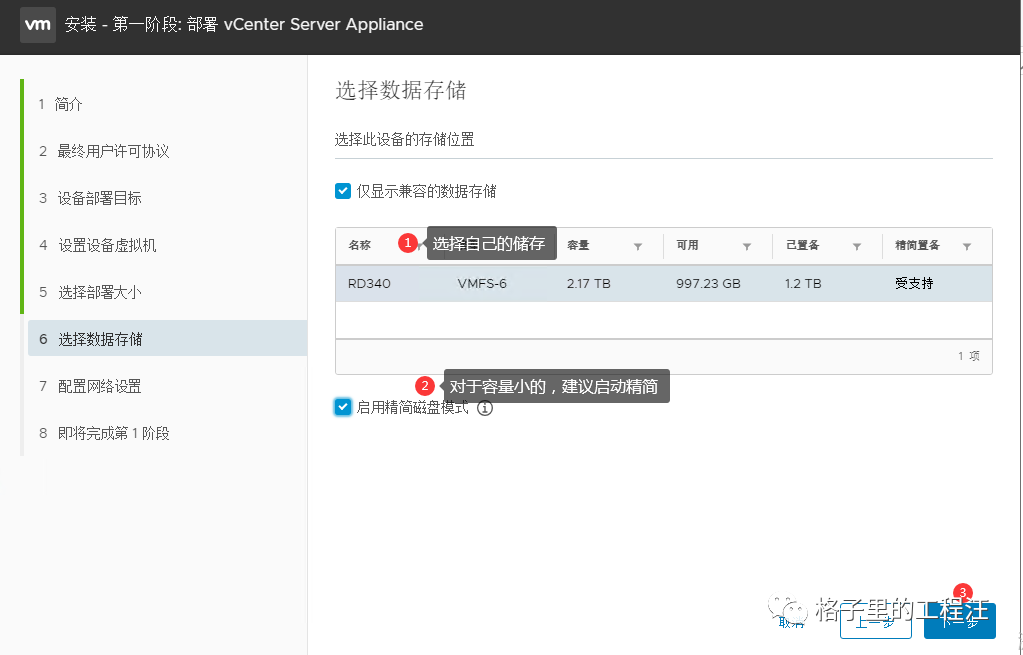 vm 安装 - 第一阶段: 部署 vCenter Server Appliance
1 简介
2 最终用户许可协议
3 设备部署目标
4 设置设备虚拟机
5 选择部署大小
6 选择数据存储
7 配置网络设置
8 即将完成第 1 阶段
选择数据存储
选择此设备的存储位置
仅显示兼容的数据存储
名称 1 选择自己的储存 容量 可用 已置备 精简置备
RD340 VMFS-6 2.17 TB 997.23 GB 1.2 TB 受支持
1 项
2 对于容量小的，建议启动精简
启用精简磁盘模式
3
格子里的工程汪
取消 上一步 下一步